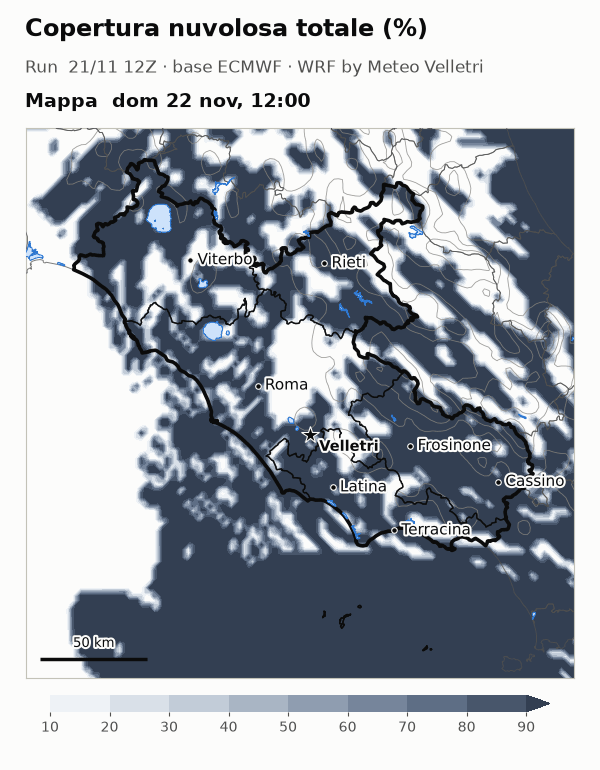 Copertura nuvolosa totale (%)
Run  21/11 12Z · base ECMWF · WRF by Meteo Velletri
Mappa  dom 22 nov, 12:00
Viterbo
Rieti
Roma
Velletri
Frosinone
Cassino
Latina
Terracina
50 km
10 20 30 40 50 60 70 80 90